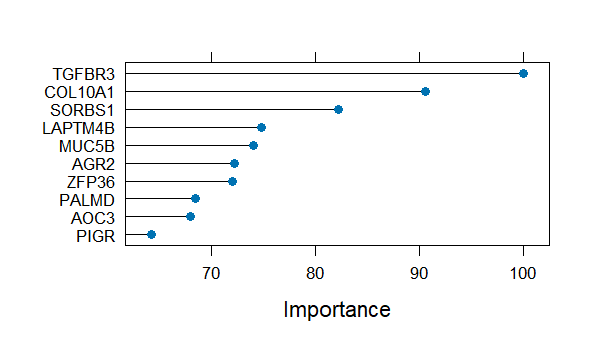 TGFBR3
COL10A1
SORBS1
LAPTM4B
MUC5B
AGR2
ZFP36
PALMD
AOC3
PIGR
70 80 90 100
Importance